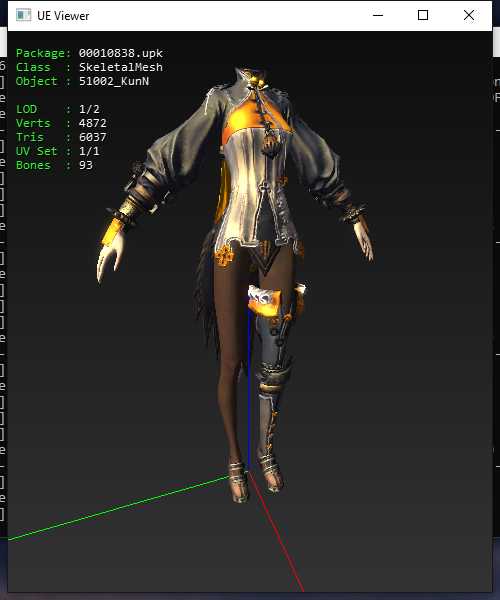 UE Viewer
Package: 00010838.upk
Class : SkeletalMesh
Object : 51002_KunN
LOD : 1/2
Verts : 4872
Tris : 6037
UV Set : 1/1
Bones : 93